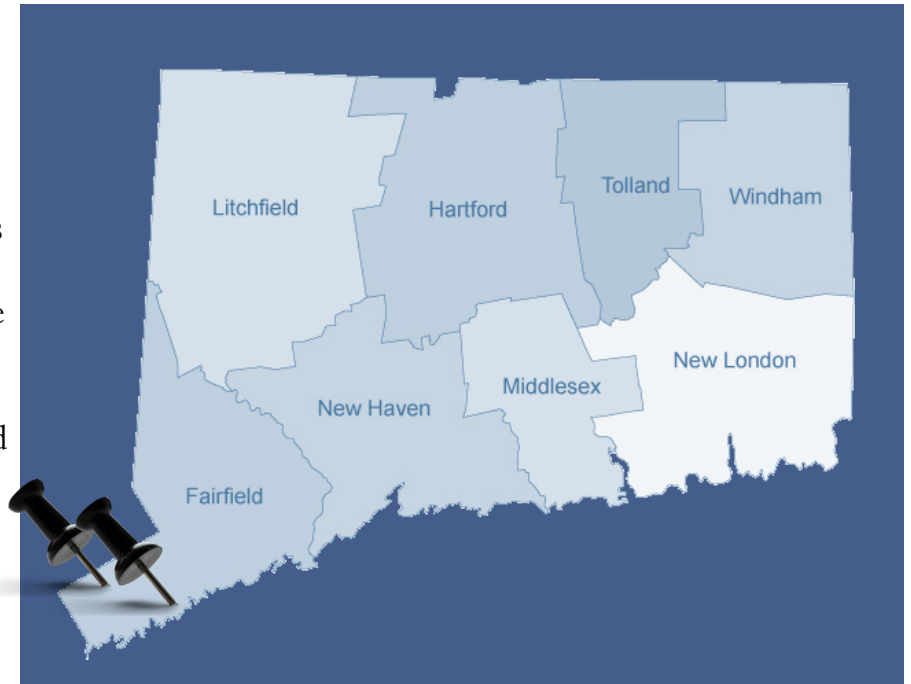 Tolland
Litchfield
Windham
Hartford
s
e
New London
Middlesex
New Haven
d
Fairfield